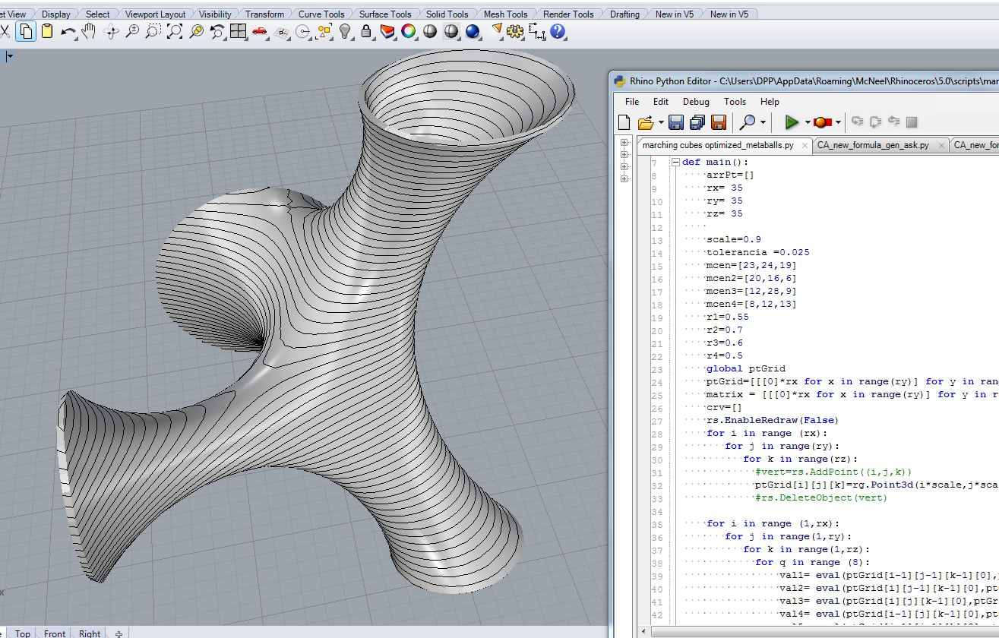 et View Display Select Viewport Layout Visibility Transform Curve Tools Surface Tools Solid Tools Mesh Tools Render Tools Drafting New in V5 New in V5
Rhino Python Editor - C:\Users\DPP\AppData\Roaming\McNeel\Rhinoceros\5.0\scripts\mar
File Edit Debug Tools Help
marching cubes optimized_metaballs.py CA_new_formula_gen_ask.py CA_new_for
7 def main():
8 arrPt=[]
9 rx= 35
10 ry= 35
11 rz= 35
12
13 scale=0.9
14 tolerancia =0.025
15 mcen=[23,24,19]
16 mcen2=[20,16,6]
17 mcen3=[12,28,9]
18 mcen4=[8,12,13]
19 r1=0.55
20 r2=0.7
21 r3=0.6
22 r4=0.5
23 global ptGrid
24 ptGrid=[[[0]*rx for x in range(ry)] for y in ran
25 matrix = [[[0]*rx for x in range(ry)] for y in r
26 crv=[]
27 rs.EnableRedraw(False)
28 for i in range (rx):
29 for j in range(ry):
30 for k in range(rz):
31 #vert=rs.AddPoint((i,j,k))
32 ptGrid[i][j][k]=rg.Point3d(i*scale,j*sca
33 #rs.DeleteObject(vert)
34
35 for i in range (1,rx):
36 for j in range(1,ry):
37 for k in range(1,rz):
38 for q in range (8):
39 val1= eval(ptGrid[i-1][j-1][k-1][0],
40 val2= eval(ptGrid[i][j-1][k-1][0],pt
41 val3= eval(ptGrid[i][j][k-1][0],ptGr
42 val4= eval(ptGrid[i-1][j][k-1][0],pt
x
Top Front Right